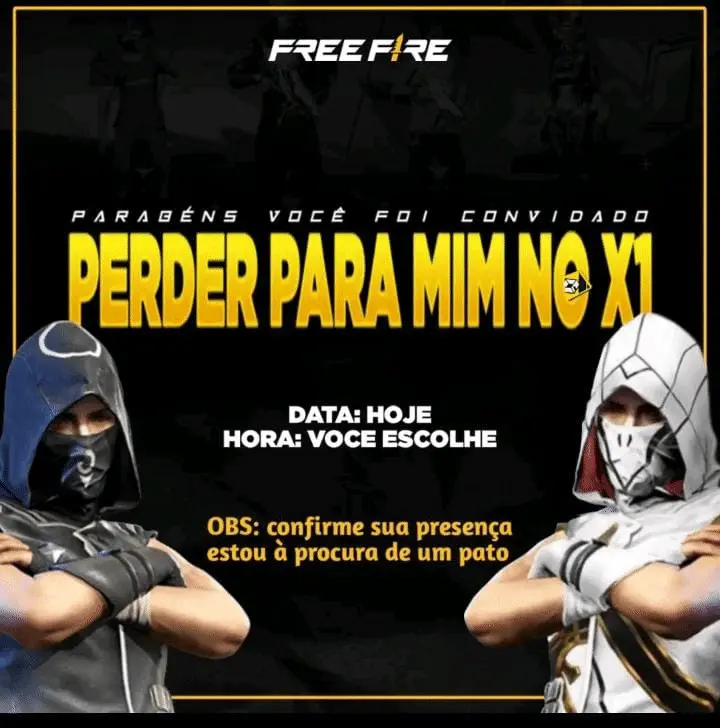 FREE FIRE
PARABÉNS VOCÊ FOI CONVIDADO
PERDER PARA MIM NO X1
DATA: HOJE
HORA: VOCE ESCOLHE
OBS: confirme sua presença
estou à procura de um pato